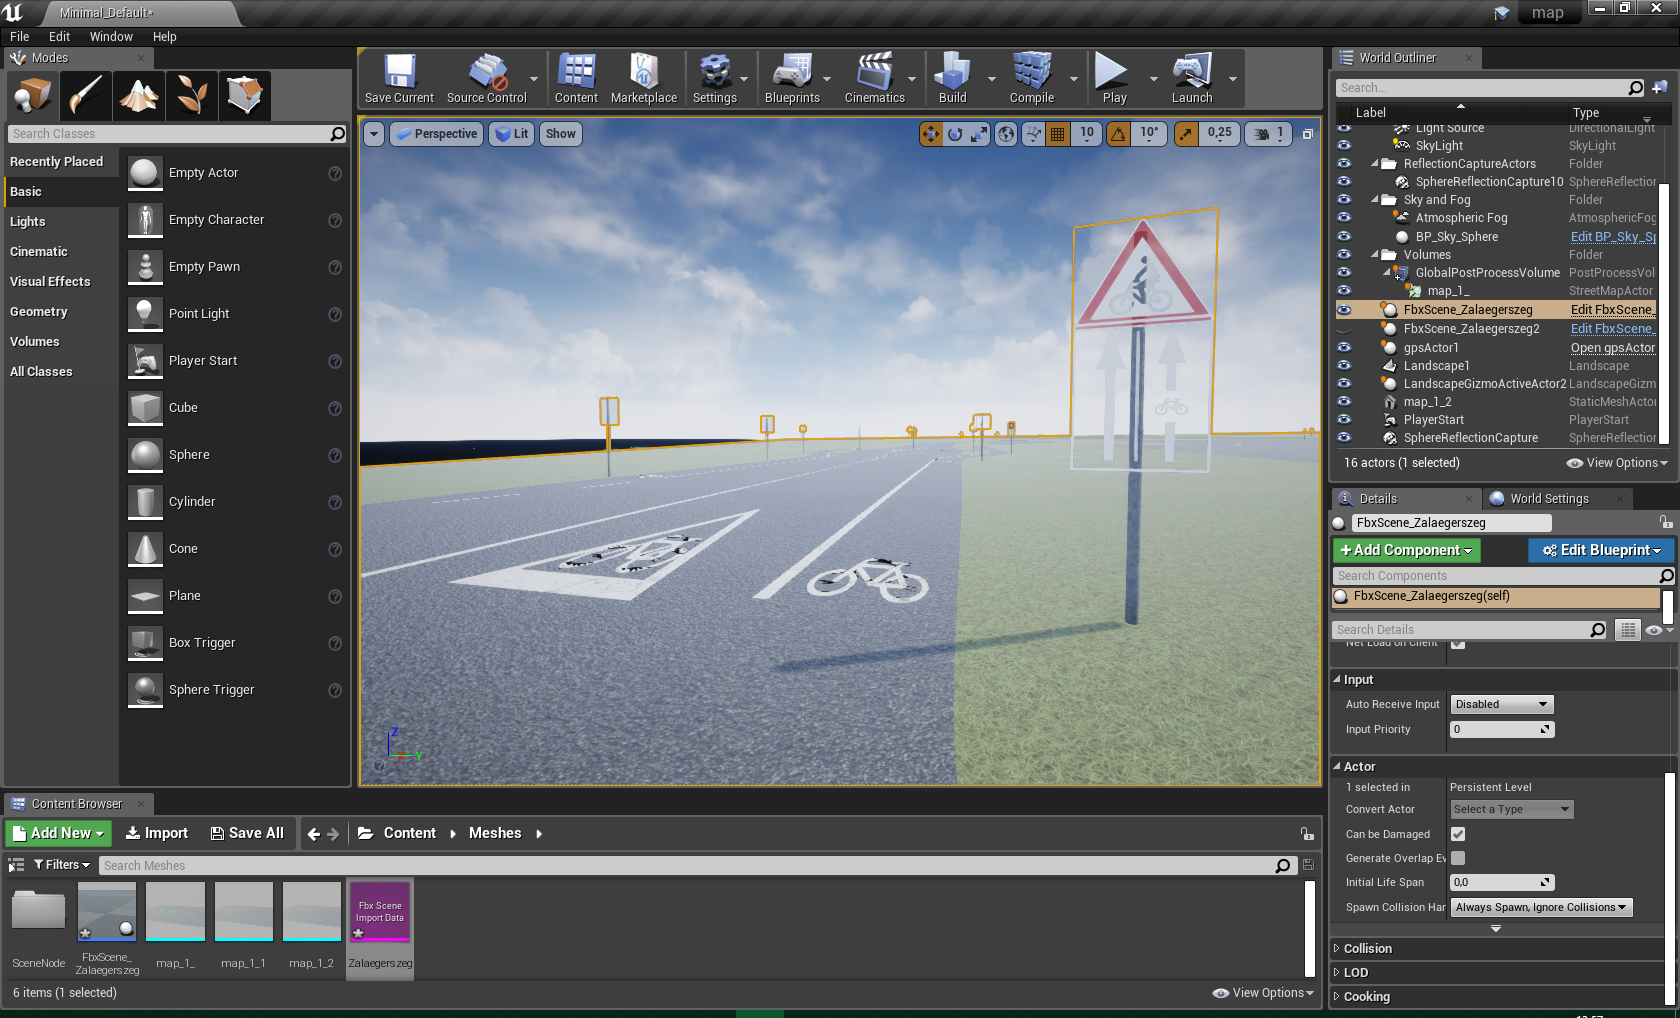 Minimal_Default*
map
File Edit Window Help
Modes
Search Classes
Recently Placed
Basic
Lights
Cinematic
Visual Effects
Geometry
Volumes
All Classes
Empty Actor
Empty Character
Empty Pawn
Point Light
Player Start
Cube
Sphere
Cylinder
Cone
Plane
Box Trigger
Sphere Trigger
Save Current Source Control Content Marketplace Settings Blueprints Cinematics Build Compile Play Launch
Perspective Lit Show 10 10° 0,25 1
Z
X Y
World Outliner
Search...
Label Type
Light Source DirectionalLight
SkyLight SkyLight
ReflectionCaptureActors Folder
SphereReflectionCapture10 SphereReflection
Sky and Fog Folder
Atmospheric Fog AtmosphericFog
BP_Sky_Sphere Edit BP_Sky_Sp
Volumes Folder
GlobalPostProcessVolume PostProcessVol
map_1_ StreetMapActor
FbxScene_Zalaegerszeg Edit FbxScene_
FbxScene_Zalaegerszeg2 Edit FbxScene_
gpsActor1 Open gpsActor
Landscape1 Landscape
LandscapeGizmoActiveActor2 LandscapeGizm
map_1_2 StaticMeshActor
PlayerStart PlayerStart
SphereReflectionCapture SphereReflection
16 actors (1 selected) View Options
Details World Settings
FbxScene_Zalaegerszeg
+Add Component Edit Blueprint
Search Components
FbxScene_Zalaegerszeg(self)
Search Details
Net Load on Client
Input
Auto Receive Input Disabled
Input Priority 0
Actor
1 selected in Persistent Level
Convert Actor Select a Type
Can be Damaged
Generate Overlap Ev
Initial Life Span 0,0
Spawn Collision Har Always Spawn, Ignore Collisions
Collision
LOD
Cooking
Content Browser
Add New Import Save All Content Meshes
Filters Search Meshes
Fbx Scene
Import Data
SceneNode FbxScene_
Zalaegerszeg map_1_ map_1_1 map_1_2 Zalaegerszeg
6 items (1 selected) View Options